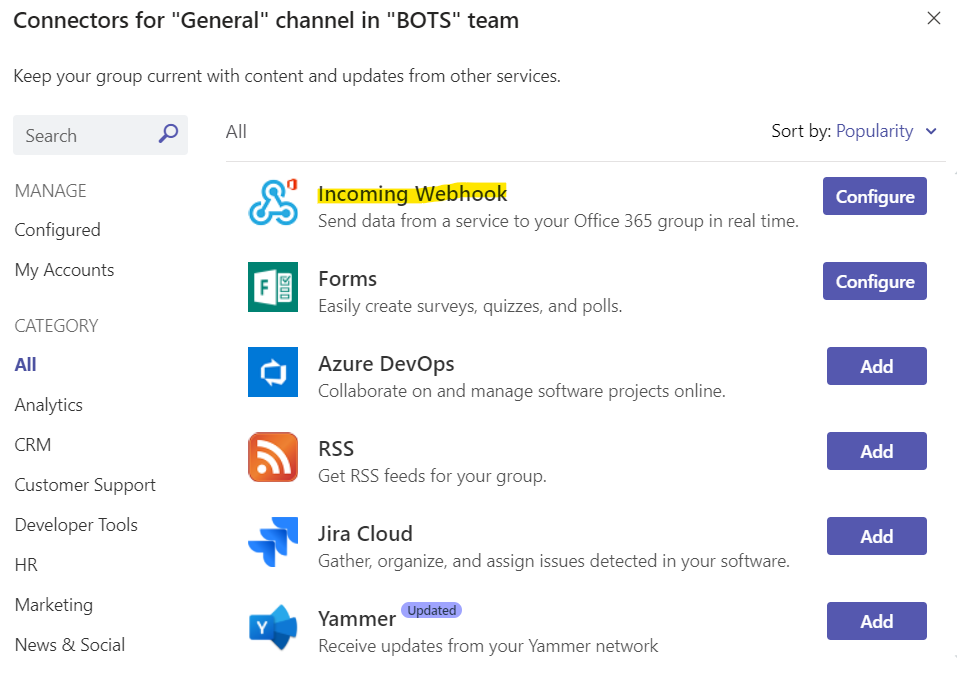 Connectors for "General" channel in "BOTS" team
Keep your group current with content and updates from other services.
Search
All
Sort by: Popularity
MANAGE
Configured
My Accounts
CATEGORY
All
Analytics
CRM
Customer Support
Developer Tools
HR
Marketing
News & Social
Incoming Webhook
Send data from a service to your Office 365 group in real time.
Configure
F
Forms
Easily create surveys, quizzes, and polls.
Configure
Azure DevOps
Collaborate on and manage software projects online.
Add
RSS
Get RSS feeds for your group.
Add
Jira Cloud
Gather, organize, and assign issues detected in your software.
Add
Y
Yammer Updated
Receive updates from your Yammer network
Add